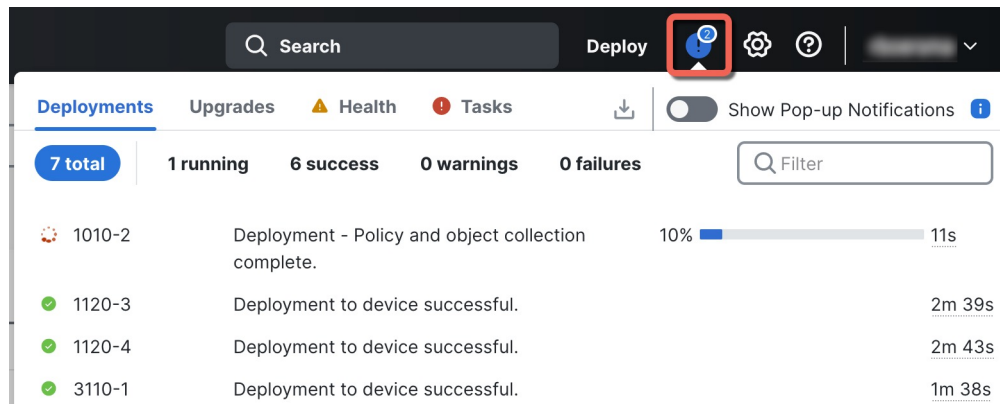 Search Deploy 2
Deployments Upgrades Health Tasks Show Pop-up Notifications i
7 total 1 running 6 success 0 warnings 0 failures Filter
1010-2 Deployment - Policy and object collection 10% 11s
complete.
1120-3 Deployment to device successful. 2m 39s
1120-4 Deployment to device successful. 2m 43s
3110-1 Deployment to device successful. 1m 38s